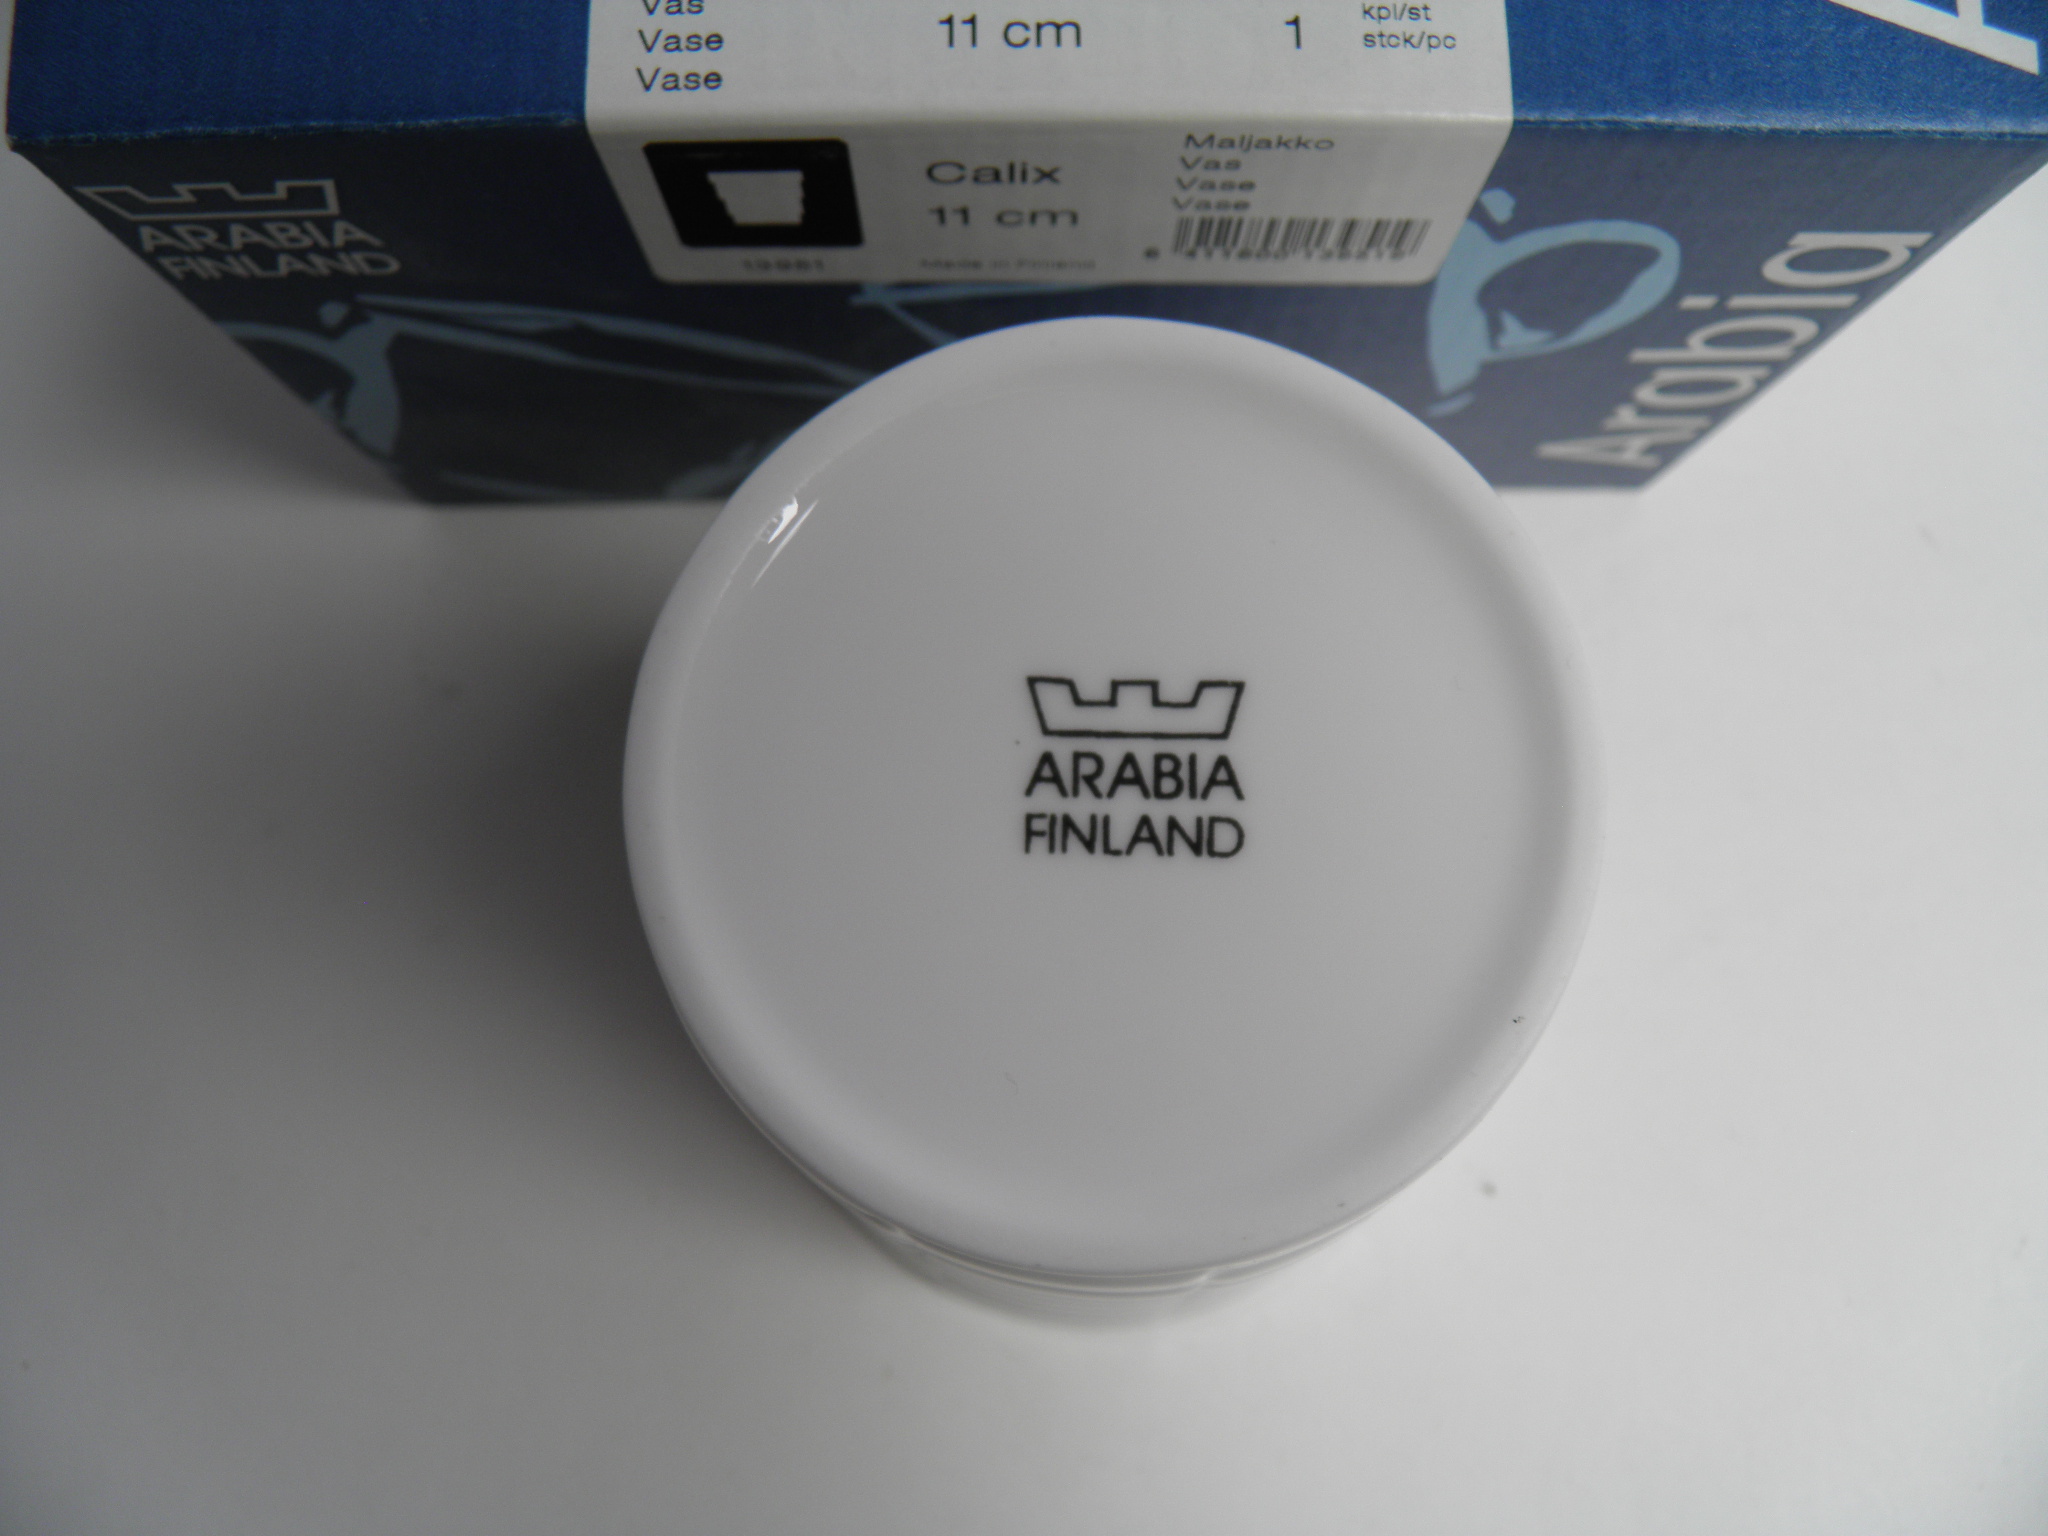 Vas
Vase
Vase
11 cm
1
kpl/st
stck/pc
ARABIA
FINLAND
Calix
11 cm
Made in Finland
Maljakko
Vas
Vase
Vase
Arabia
ARABIA
FINLAND